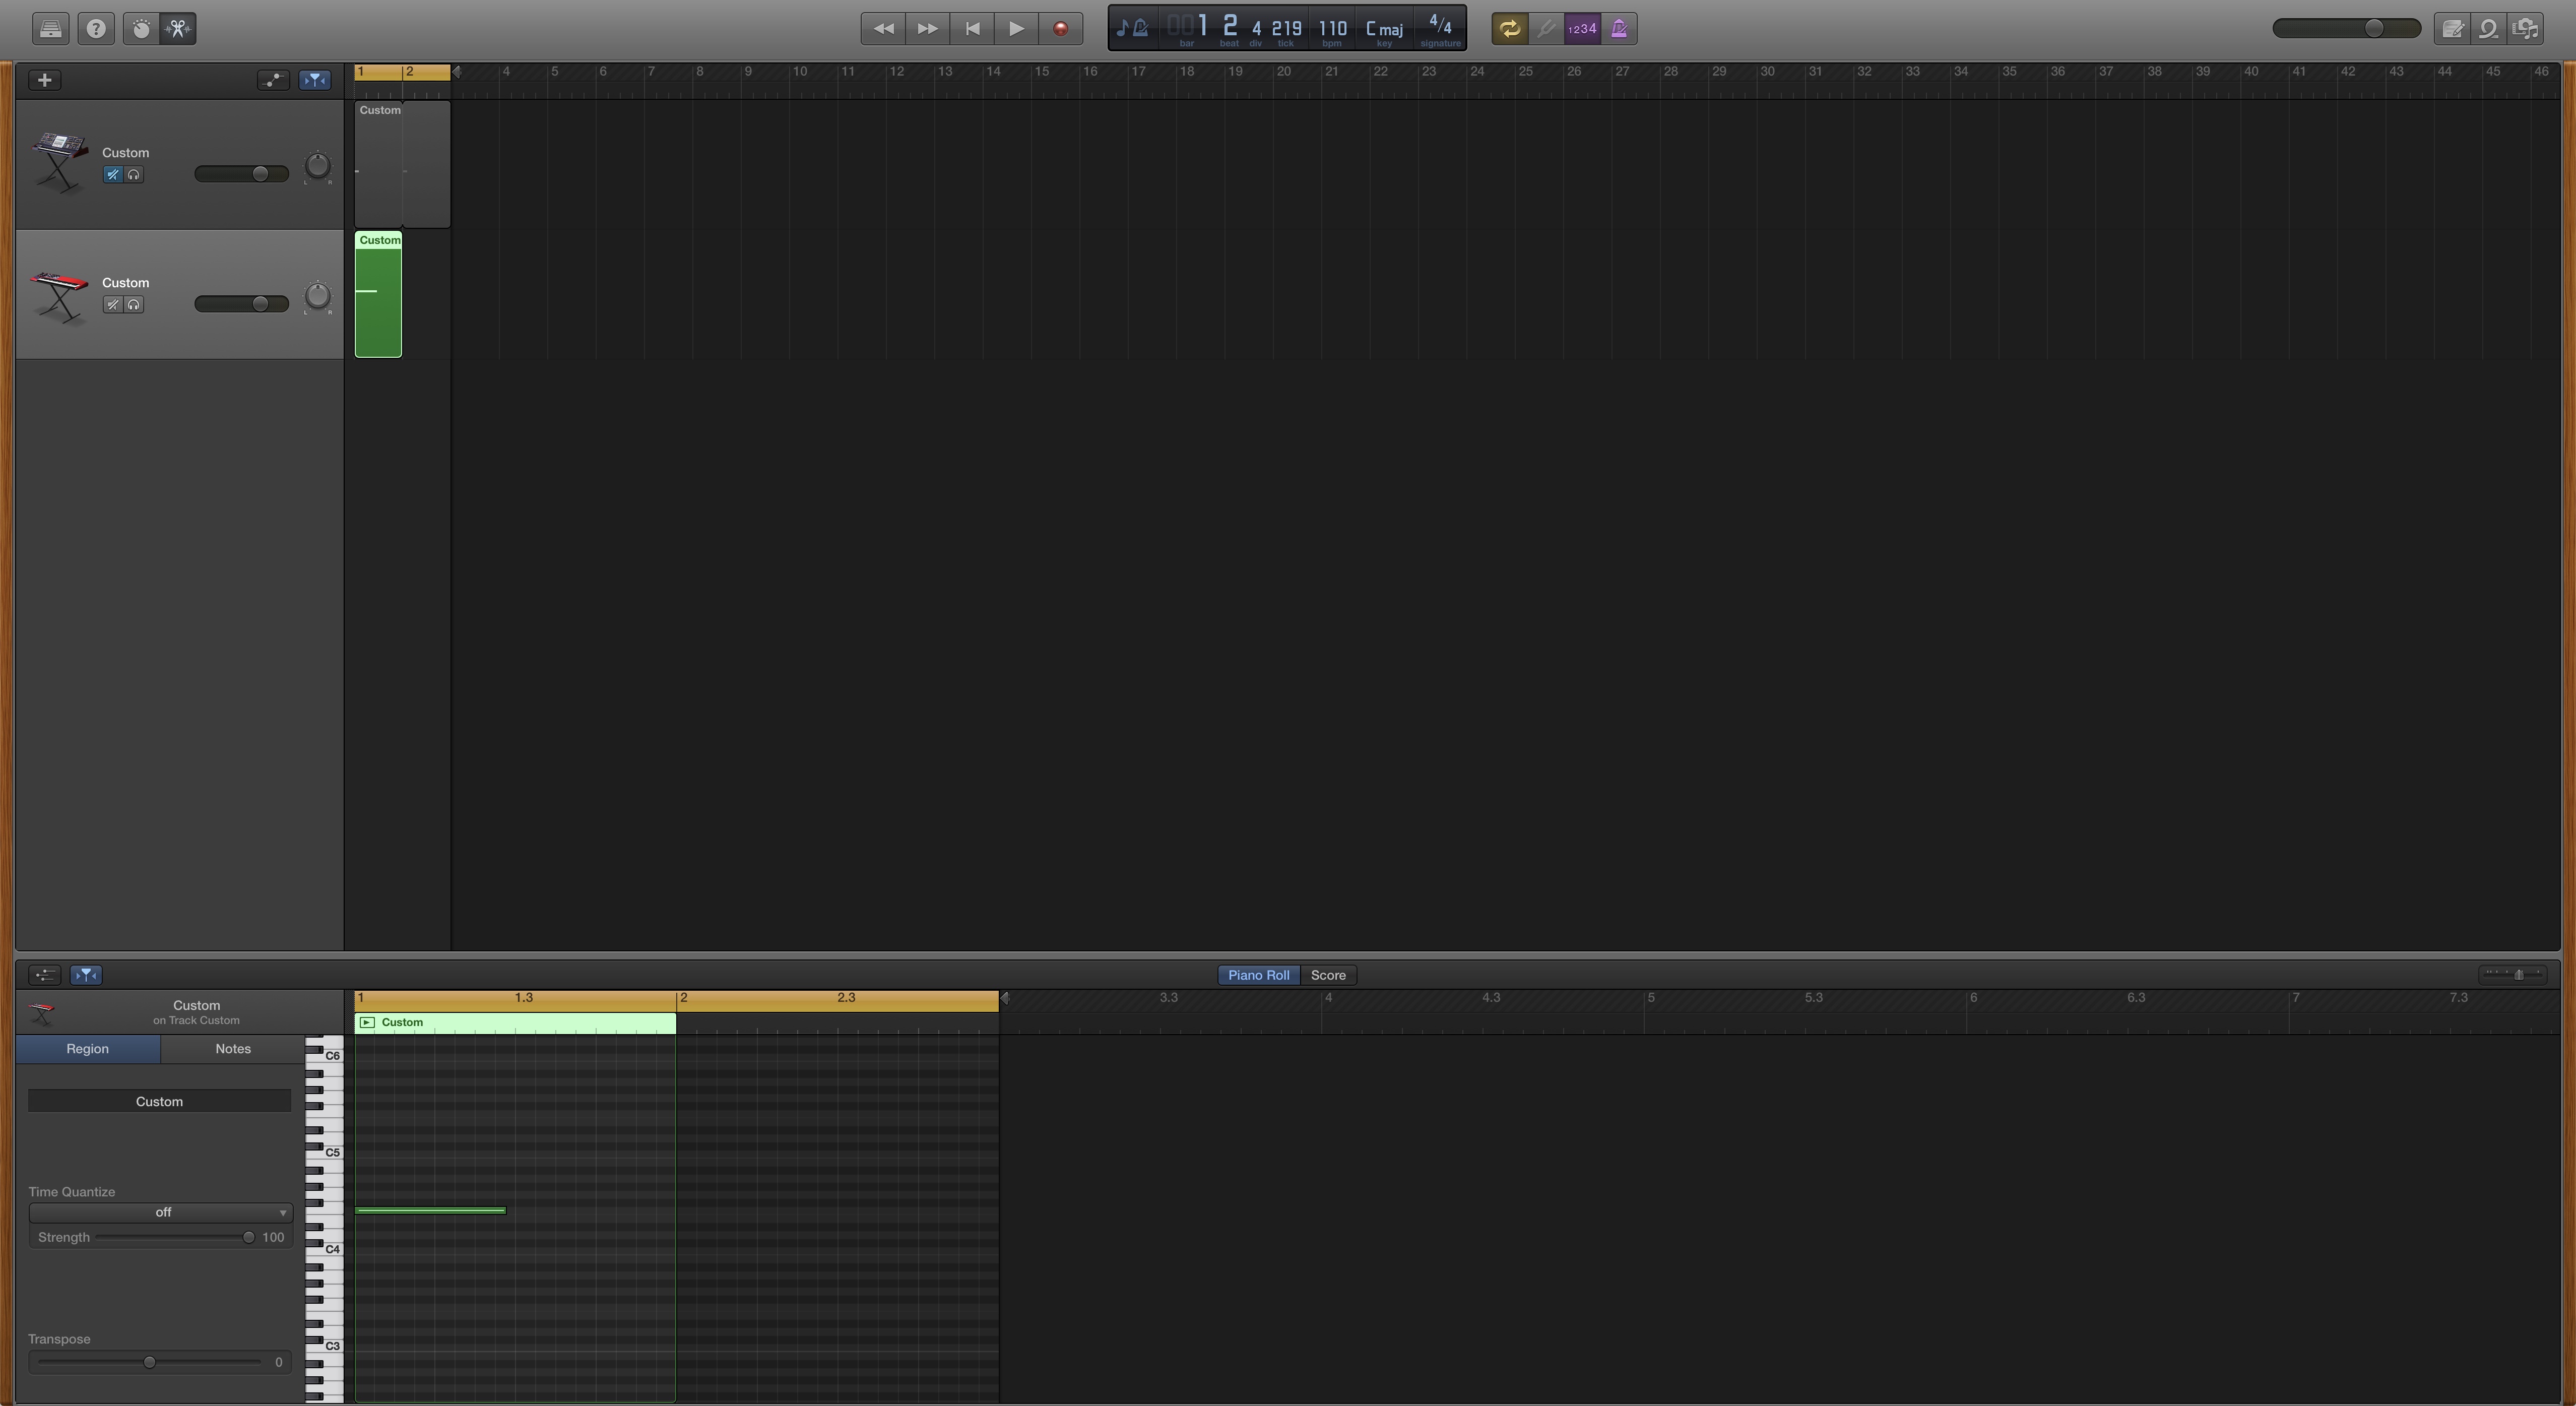 ?
001 2 4 219 110 C maj 4/4
bar beat div tick bpm key signature
1234
1 2 4 5 6 7 8 9 10 11 12 13 14 15 16 17 18 19 20 21 22 23 24 25 26 27 28 29 30 31 32 33 34 35 36 37 38 39 40 41 42 43 44 45 46
Custom
Custom
L R
Custom
Custom
L R
Piano Roll Score
Custom
on Track Custom
1 1.3 2 2.3 3.3 4 4.3 5 5.3 6 6.3 7 7.3
Custom
Region Notes
C6
Custom
C5
Time Quantize
off
Strength 100
C4
Transpose
C3
0